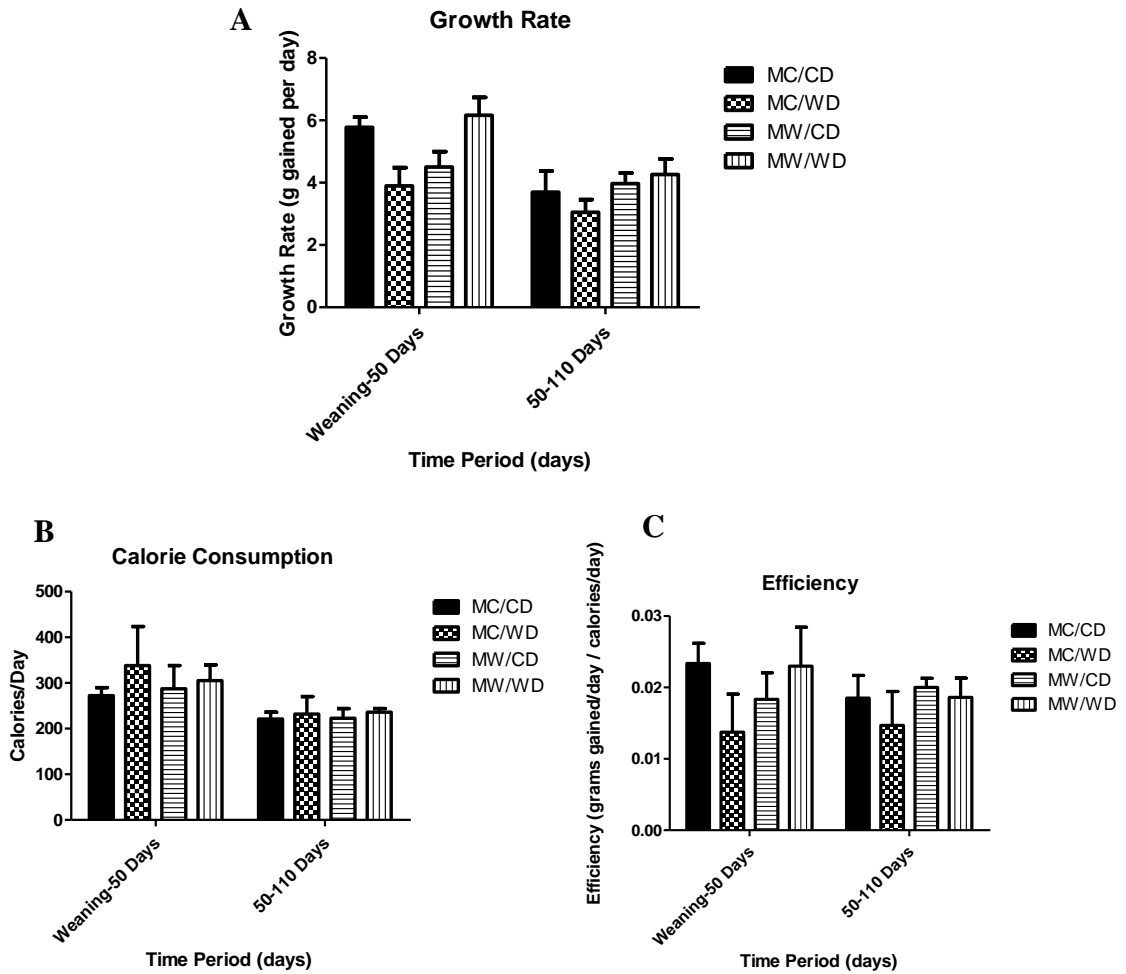 A
Growth Rate
Growth Rate (g gained per day)
8
6
4
2
0
MC/CD
MC/WD
MW/CD
MW/WD
Weaning-50 Days
50-110 Days
Time Period (days)
B
Calorie Consumption
Calories/Day
500
400
300
200
100
0
MC/CD
MC/WD
MW/CD
MW/WD
Weaning-50 Days
50-110 Days
Time Period (days)
C
Efficiency
Efficiency (grams gained/day / calories/day)
0.03
0.02
0.01
0.00
MC/CD
MC/WD
MW/CD
MW/WD
Weaning-50 Days
50-110 Days
Time Period (days)